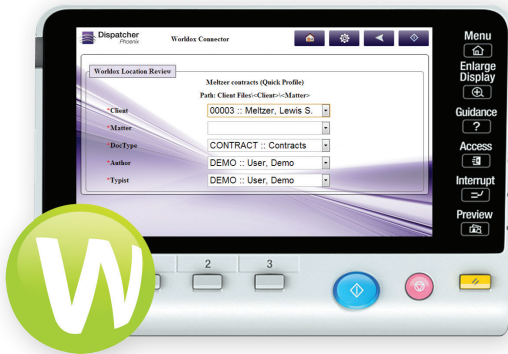 Dispatcher
Phoenix
Worldox Connector
Worldox Location Review
Meltzer contracts (Quick Profile)
Path: Client Files\<Client>\<Matter>
*Client 00003 :: Meltzer, Lewis S.
*Matter
*DocType CONTRACT :: Contracts
*Author DEMO :: User, Demo
*Typist DEMO :: User, Demo
Menu
Enlarge
Display
Guidance
?
Access
Interrupt
Preview
2
3
W